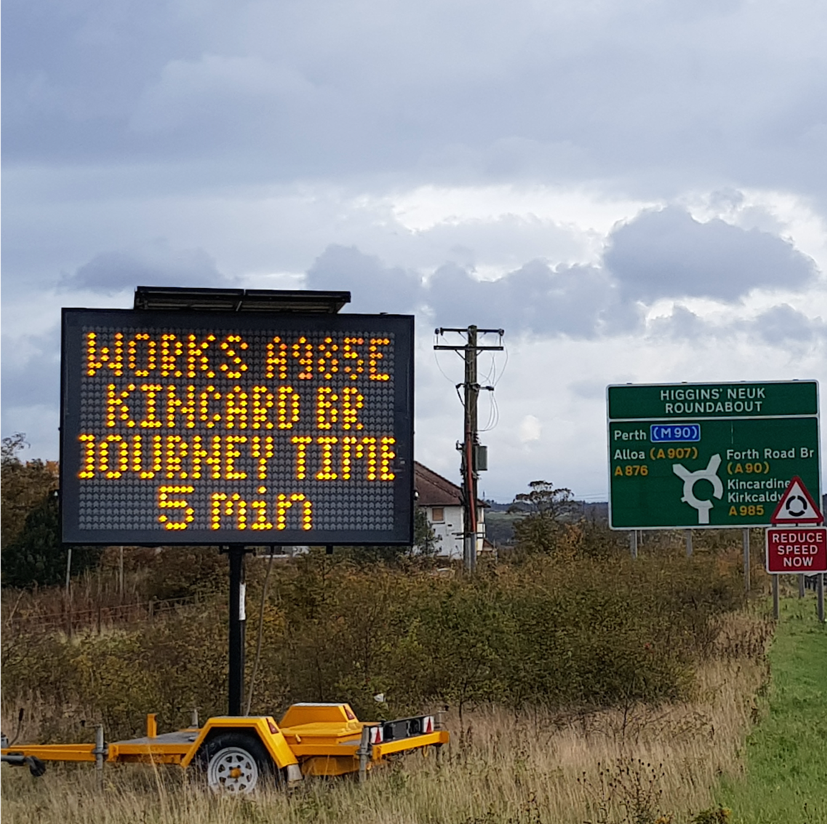 WORKS A985E
KINCARD BR
JOURNEY TIME
5 min
HIGGINS' NEUK
ROUNDABOUT
Perth (M90)
Alloa (A907)
A876
Forth Road Br
(A90)
Kincardine
Kirkcaldy
A985
REDUCE
SPEED
NOW